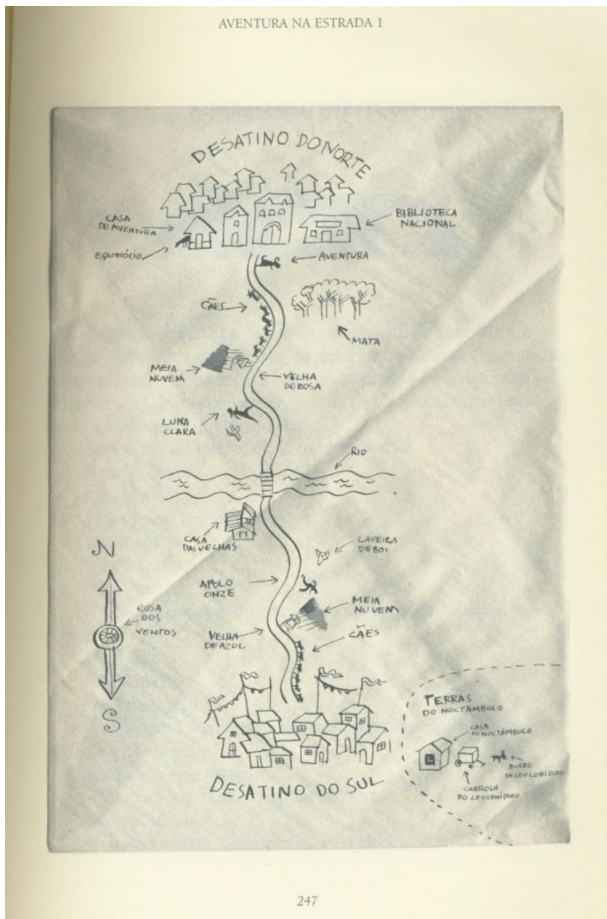 AVENTURA NA ESTRADA 1
DESATINO DO NORTE
CASA
DE AVENTURA
EQUINÓCIO
BIBLIOTECA
NACIONAL
AVENTURA
CÃES
MATA
MEIA
NUVEM
VELHA
DE ROSA
LUNA
CLARA
RIO
CASA
DAS VELHAS
CAVEIRA
DE BOI
N
ROSA
DOS
VENTOS
S
APOLO
ONZE
MEIA
NUVEM
VELHA
DE AZUL
CÃES
TERRAS
DO NOCTÂMBULO
CASA
DO NOCTÂMBULO
BURRO
DO LEUCONÍQUIO
CARROÇA
DESATINO DO SUL
247